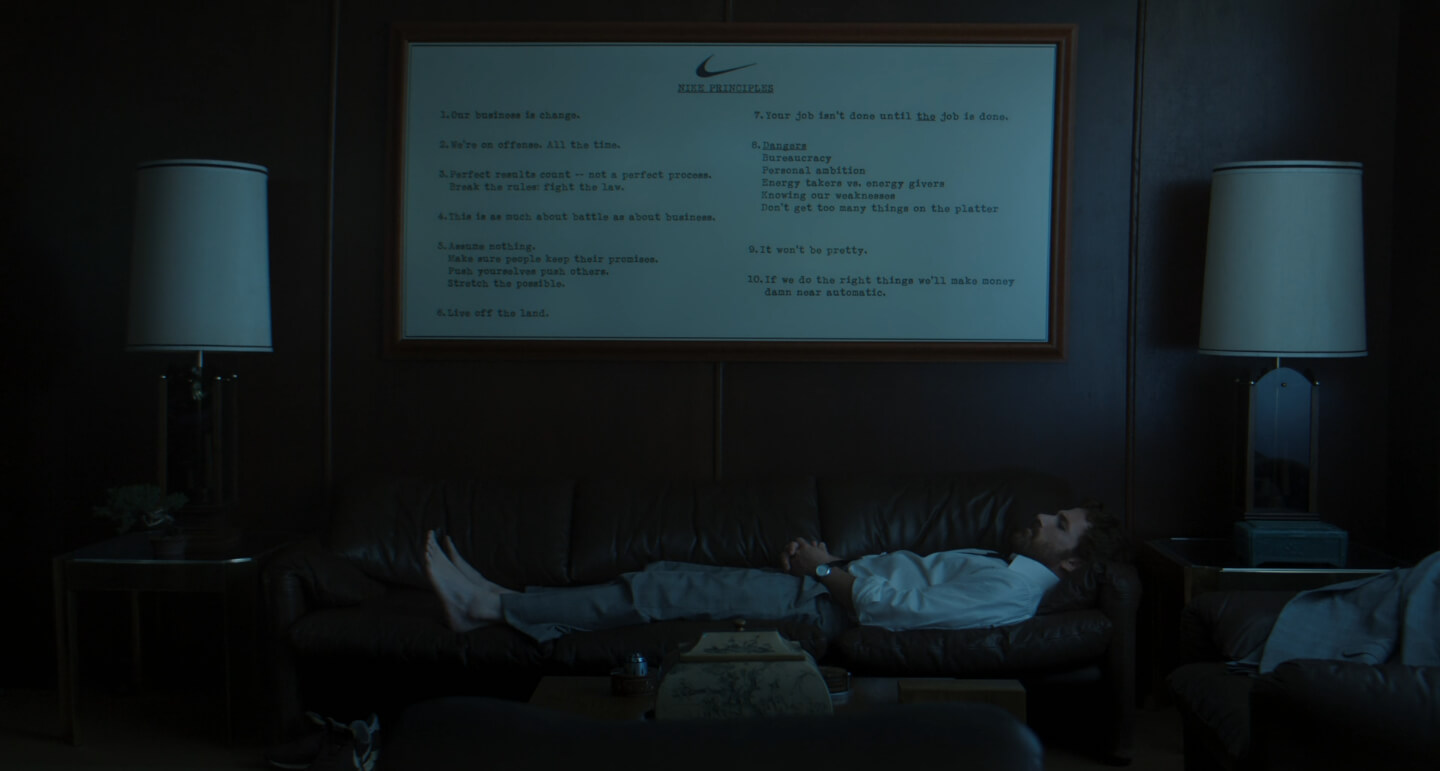 NIKE PRINCIPLES
1.Our business is change.
2.We're on offense. All the time.
3.Perfect results count -- not a perfect process.
Break the rules: fight the law.
4.This is as much about battle as about business.
5.Assume nothing.
Make sure people keep their promises.
Push yourselves push others.
Stretch the possible.
6.Live off the land.
7.Your job isn't done until the job is done.
8.Dangers
Bureaucracy
Personal ambition
Energy takers vs. energy givers
Knowing our weaknesses
Don't get too many things on the platter
9.It won't be pretty.
10.If we do the right things we'll make money
damn near automatic.